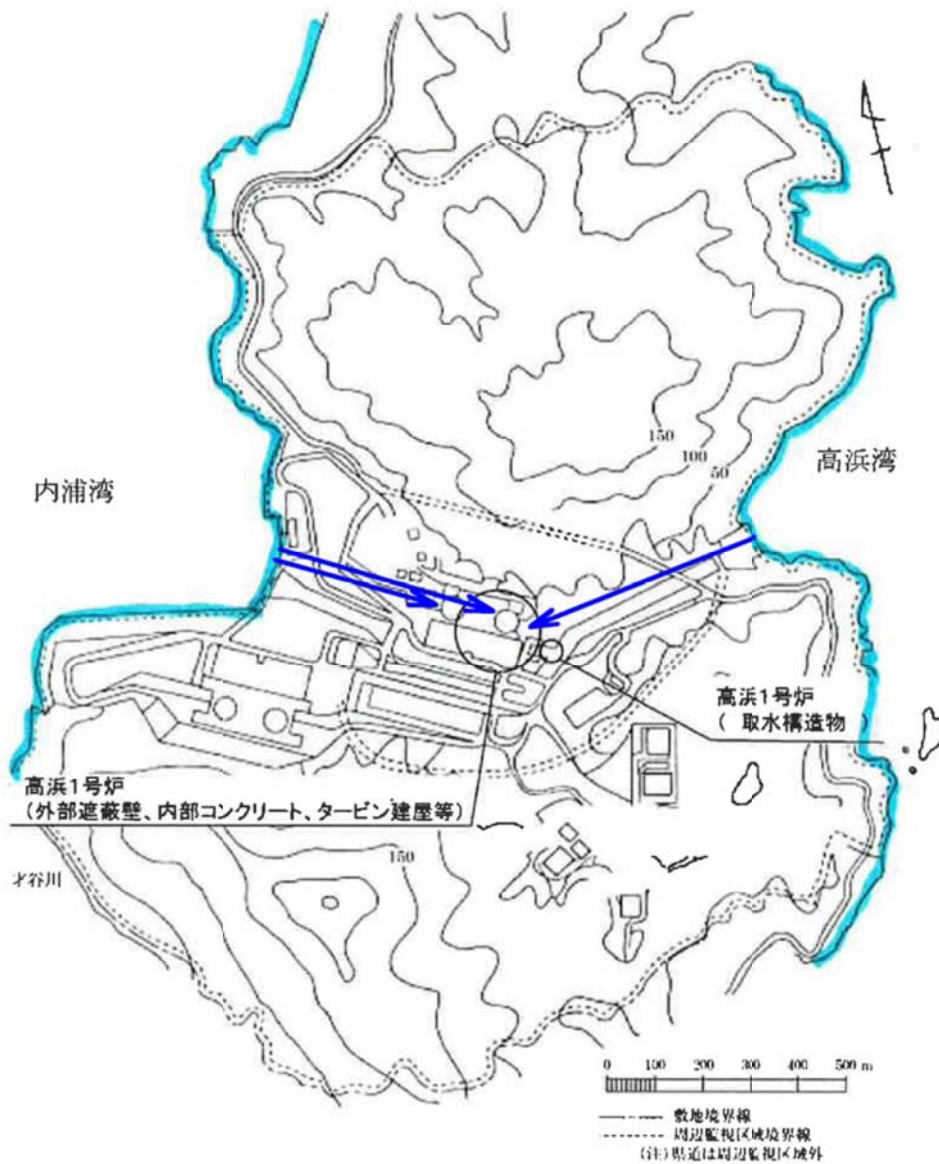 150
100
50
高浜湾
内浦湾
高浜1号炉
( 取水構造物 )
高浜1号炉
(外部遮蔽壁、内部コンクリート、タービン建屋等)
150
才谷川
0 100 200 300 400 500 m
敷地境界線
周辺監視区域境界線
(注)県道は周辺監視区域外